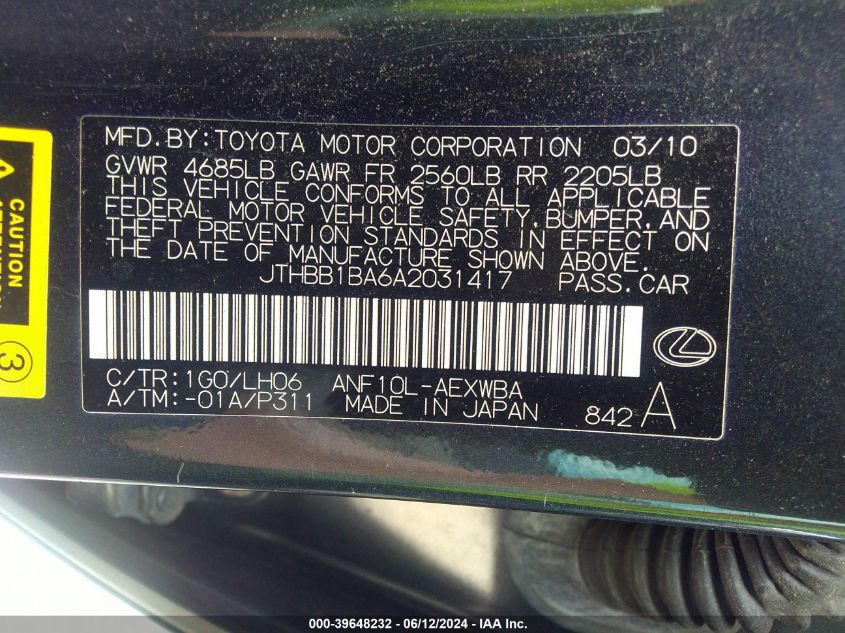 MFD.BY:TOYOTA MOTOR CORPORATION 03/10
GVWR 4685LB GAWR FR 2560LB RR 2205LB
THIS VEHICLE CONFORMS TO ALL APPLICABLE
FEDERAL MOTOR VEHICLE SAFETY,BUMPER,AND
THEFT PREVENTION STANDARDS IN EFFECT ON
THE DATE OF MANUFACTURE SHOWN ABOVE.
JTHBB1BA6A2031417 PASS.CAR
C/TR:1G0/LH06 ANF10L-AEXWBA
A/TM:-01A/P311 MADE IN JAPAN 842 A
CAUTION
3
000-39648232 - 06/12/2024 - IAA Inc.